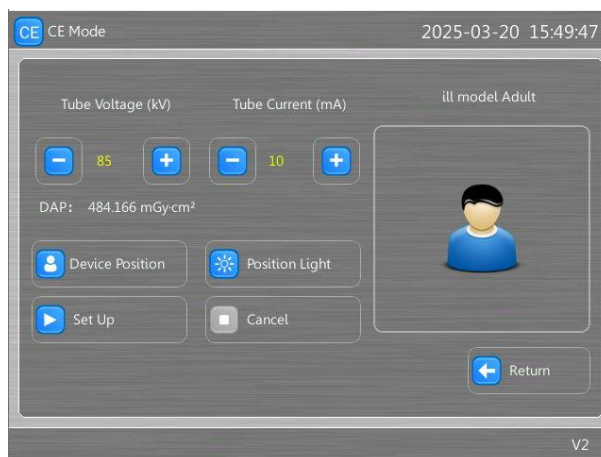 CE CE Mode 2025-03-20 15:49:47
Tube Voltage (kV) Tube Current (mA) ill model Adult
85 10
DAP: 484.166 mGy·cm²
Device Position Position Light
Set Up Cancel
Return
V2